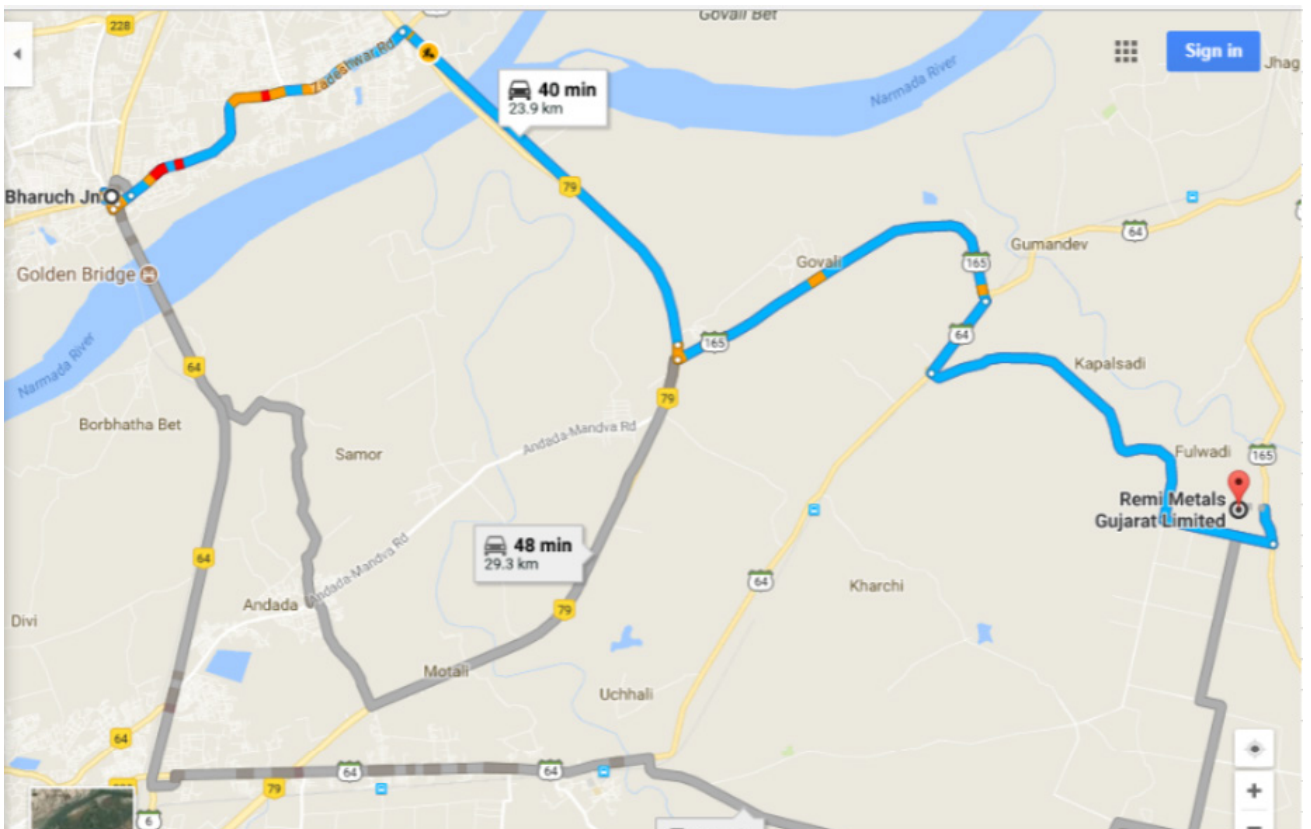 Govali Bet
228
Sign in
Jhag
Zadeshwar Rd
40 min
23.9 km
Narmada River
79
Bharuch Jn
64
Gumandev
Govali
165
Golden Bridge
165
64
Narmada River
64
Kapalsadi
79
Borbhatha Bet
Andada-Mandva Rd
Samor
Fulwadi
165
Remi Metals
Gujarat Limited
48 min
29.3 km
64
Andada-Mandva Rd
64
Kharchi
Andada
79
Divi
Motali
Uchhali
64
64
64
79
6